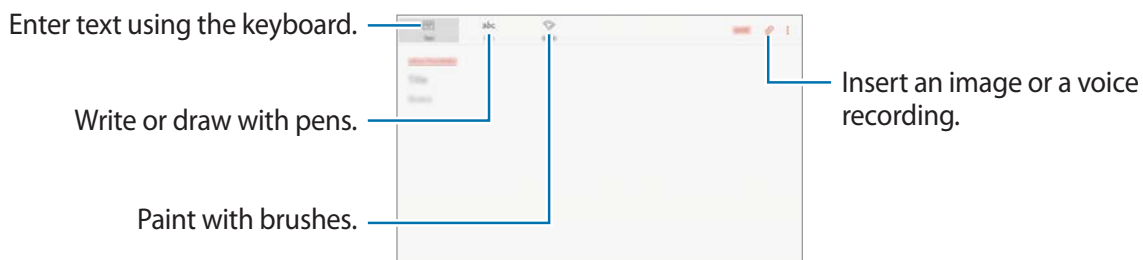 Enter text using the keyboard.
abc
Insert an image or a voice
recording.
Write or draw with pens.
Paint with brushes.